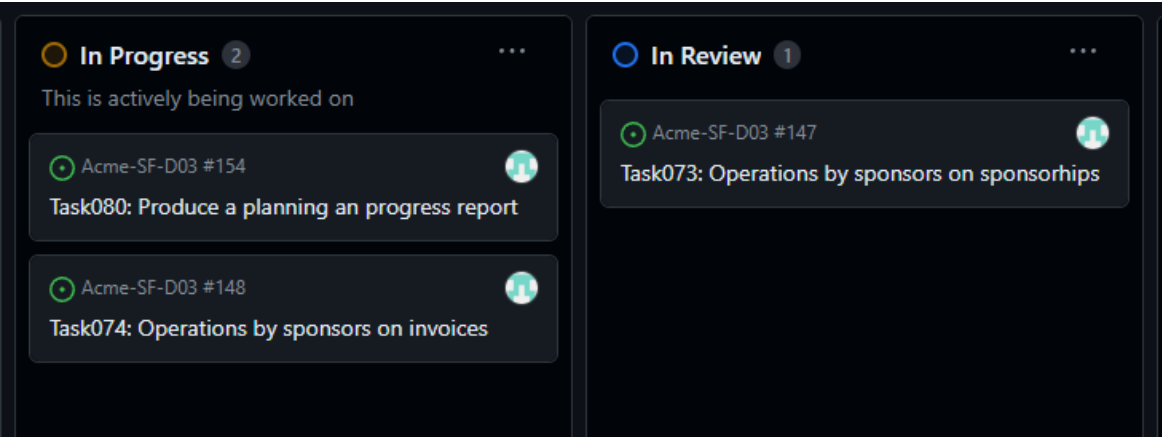 In Progress 2 ...
This is actively being worked on
Acme-SF-D03 #154
Task080: Produce a planning an progress report
Acme-SF-D03 #148
Task074: Operations by sponsors on invoices
In Review 1 ...
Acme-SF-D03 #147
Task073: Operations by sponsors on sponsorhips